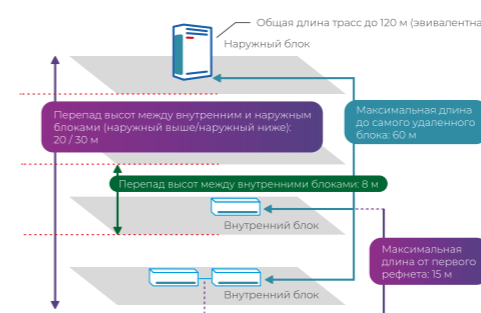 Общая длина трасс до 120 м (эвивалентна
Наружный блок
Перепад высот между внутренним и наружным
блоками (наружный выше/наружный ниже):
20 / 30 м
Максимальная длина
до самого удаленного
блока: 60 м
Перепад высот между внутренними блоками: 8 м
Внутренний блок
Максимальная
длина от первого
рефнета: 15 м
Внутренний блок